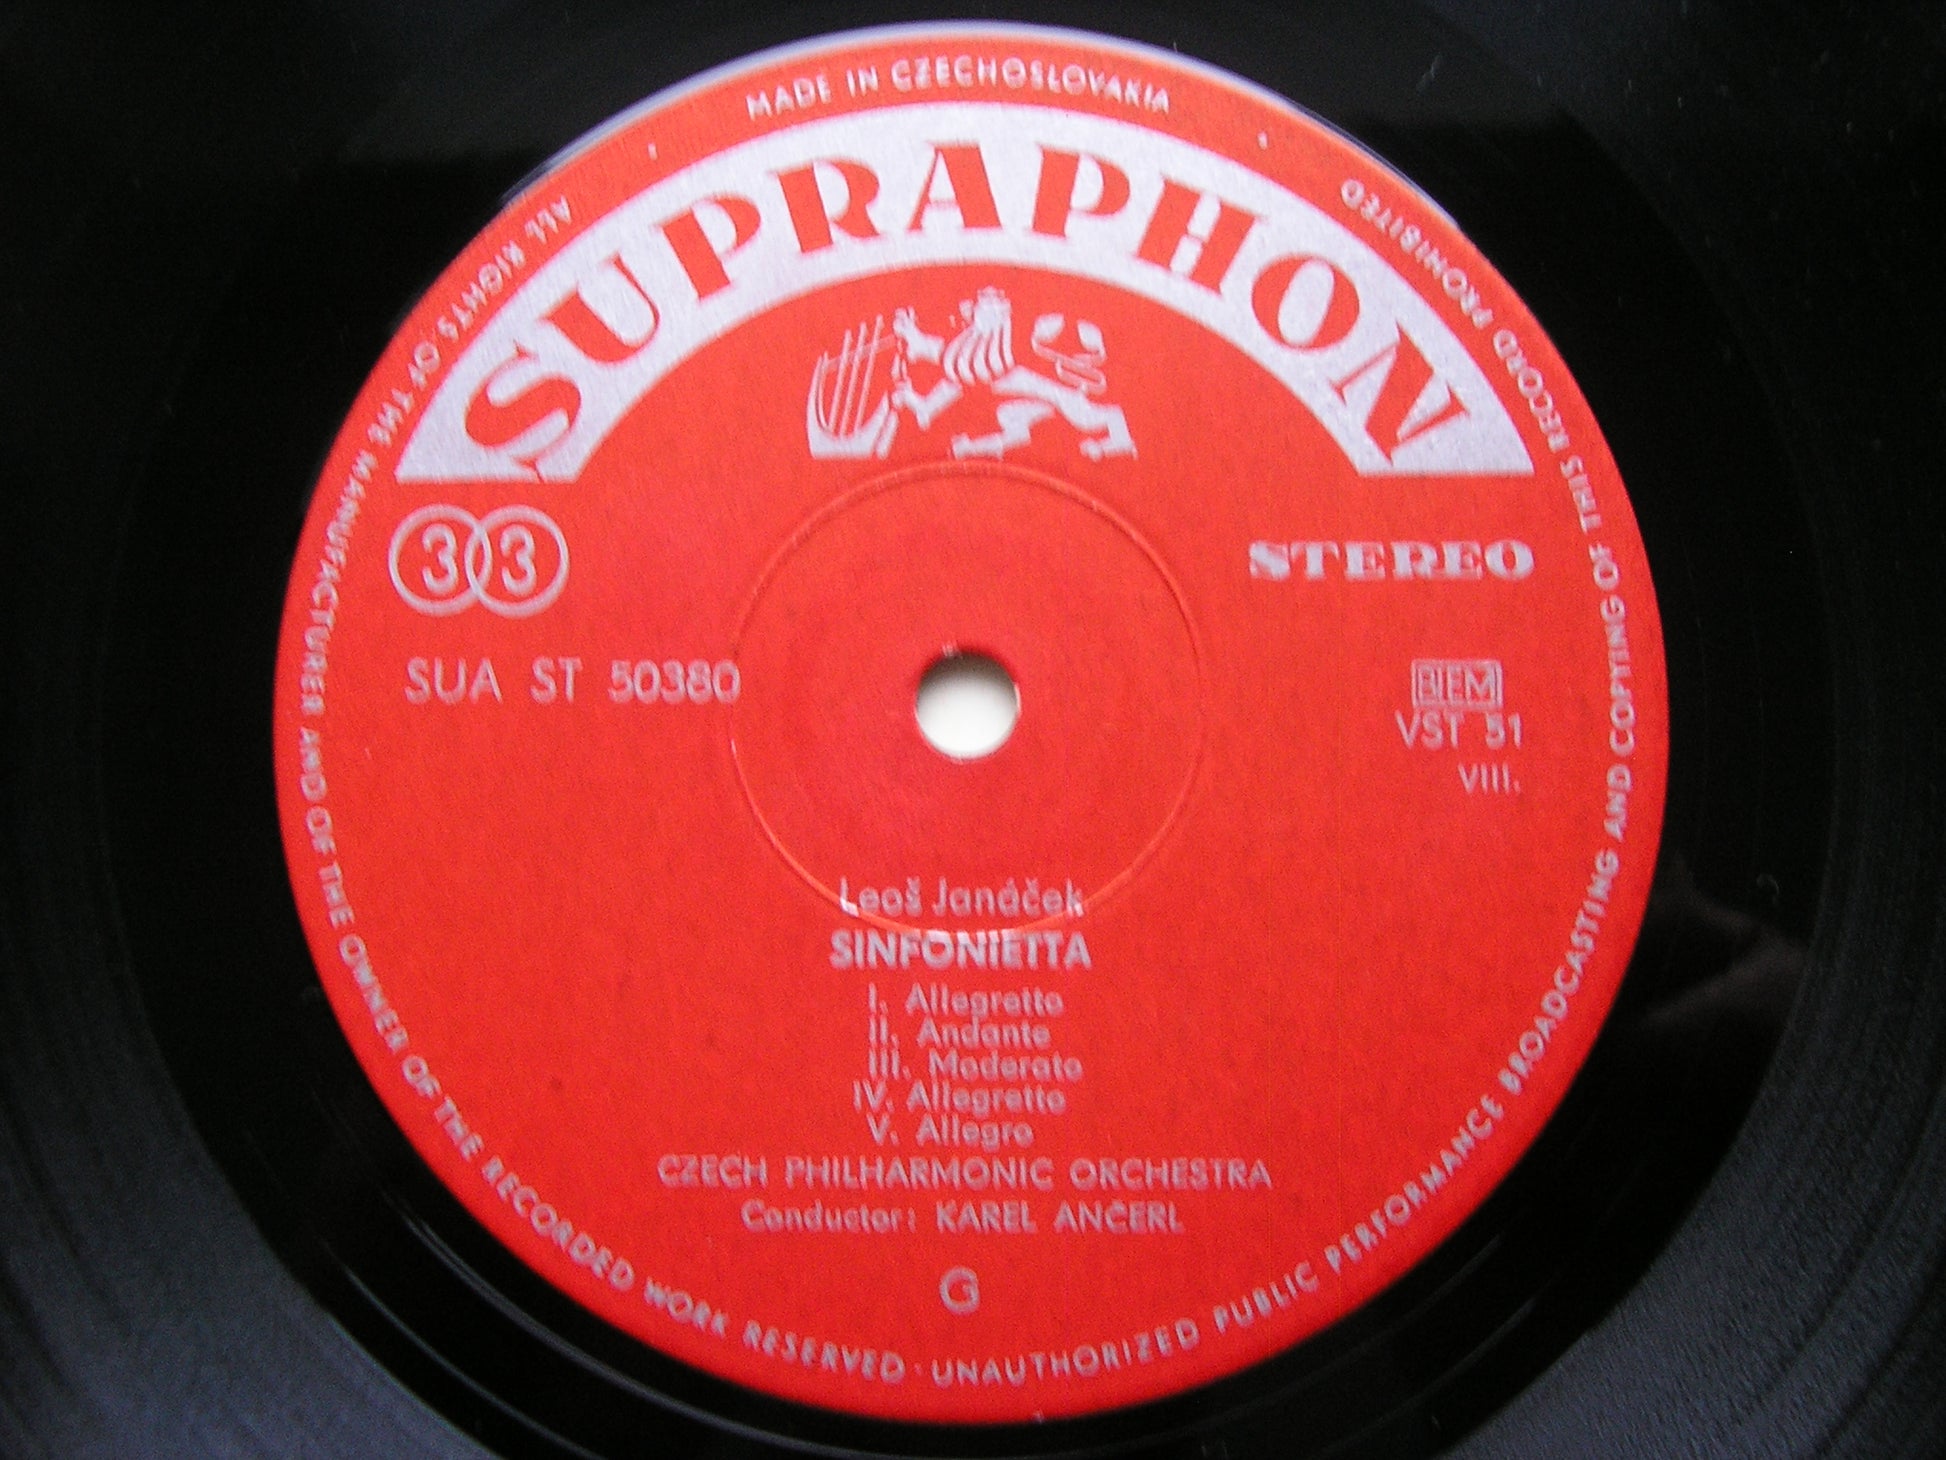 MADE IN CZECHOSLOVAKIA
SUPRAPHON
33
STEREO
SUA ST 50380
BIEM
VST 51
VIII.
Leoš Janáček
SINFONIETTA
I. Allegretto
II. Andante
III. Moderato
IV. Allegretto
V. Allegro
CZECH PHILHARMONIC ORCHESTRA
Conductor: KAREL ANČERL
G
ALL RIGHTS OF THE MANUFACTURER AND OF THE OWNER OF THE RECORDED WORK RESERVED · UNAUTHORIZED PUBLIC PERFORMANCE BROADCASTING AND COPYING OF THIS RECORD PROHIBITED